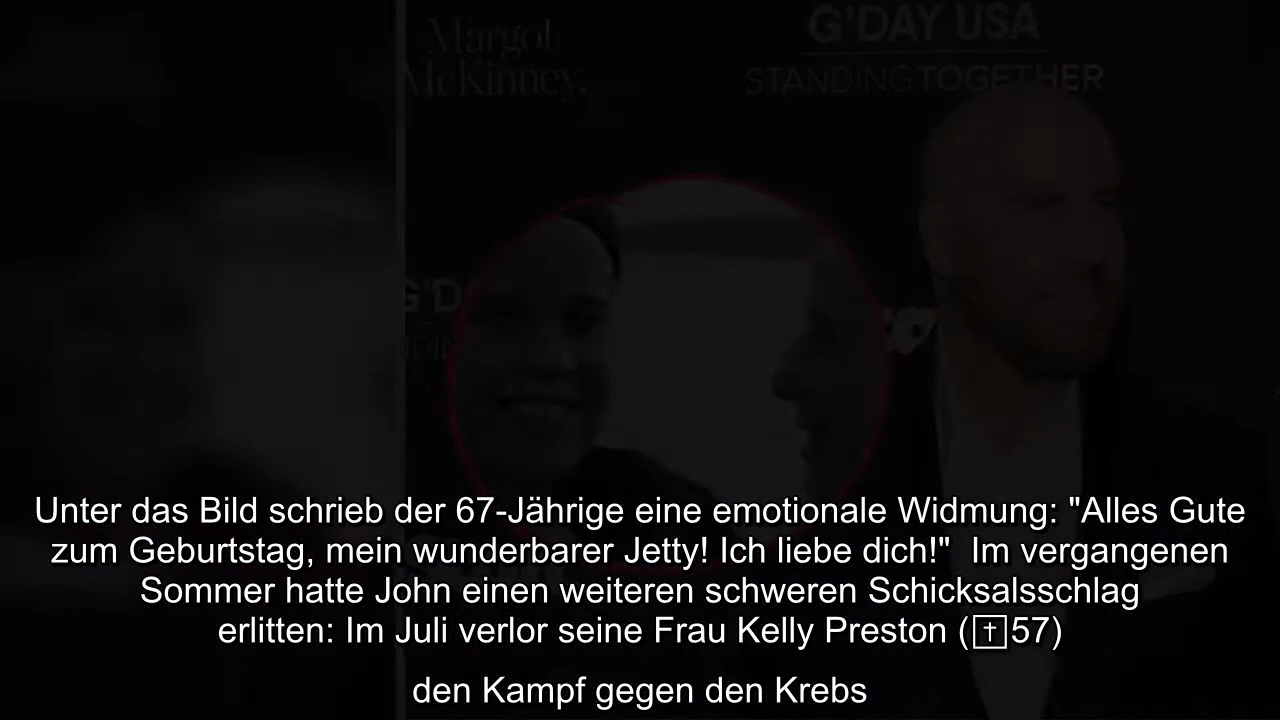 Margot
McKinney.
G'DAY USA
STANDING TOGETHER
G'D
Unter das Bild schrieb der 67-Jährige eine emotionale Widmung: "Alles Gute
zum Geburtstag, mein wunderbarer Jetty! Ich liebe dich!"  Im vergangenen
Sommer hatte John einen weiteren schweren Schicksalsschlag
erlitten: Im Juli verlor seine Frau Kelly Preston (✝57)
den Kampf gegen den Krebs